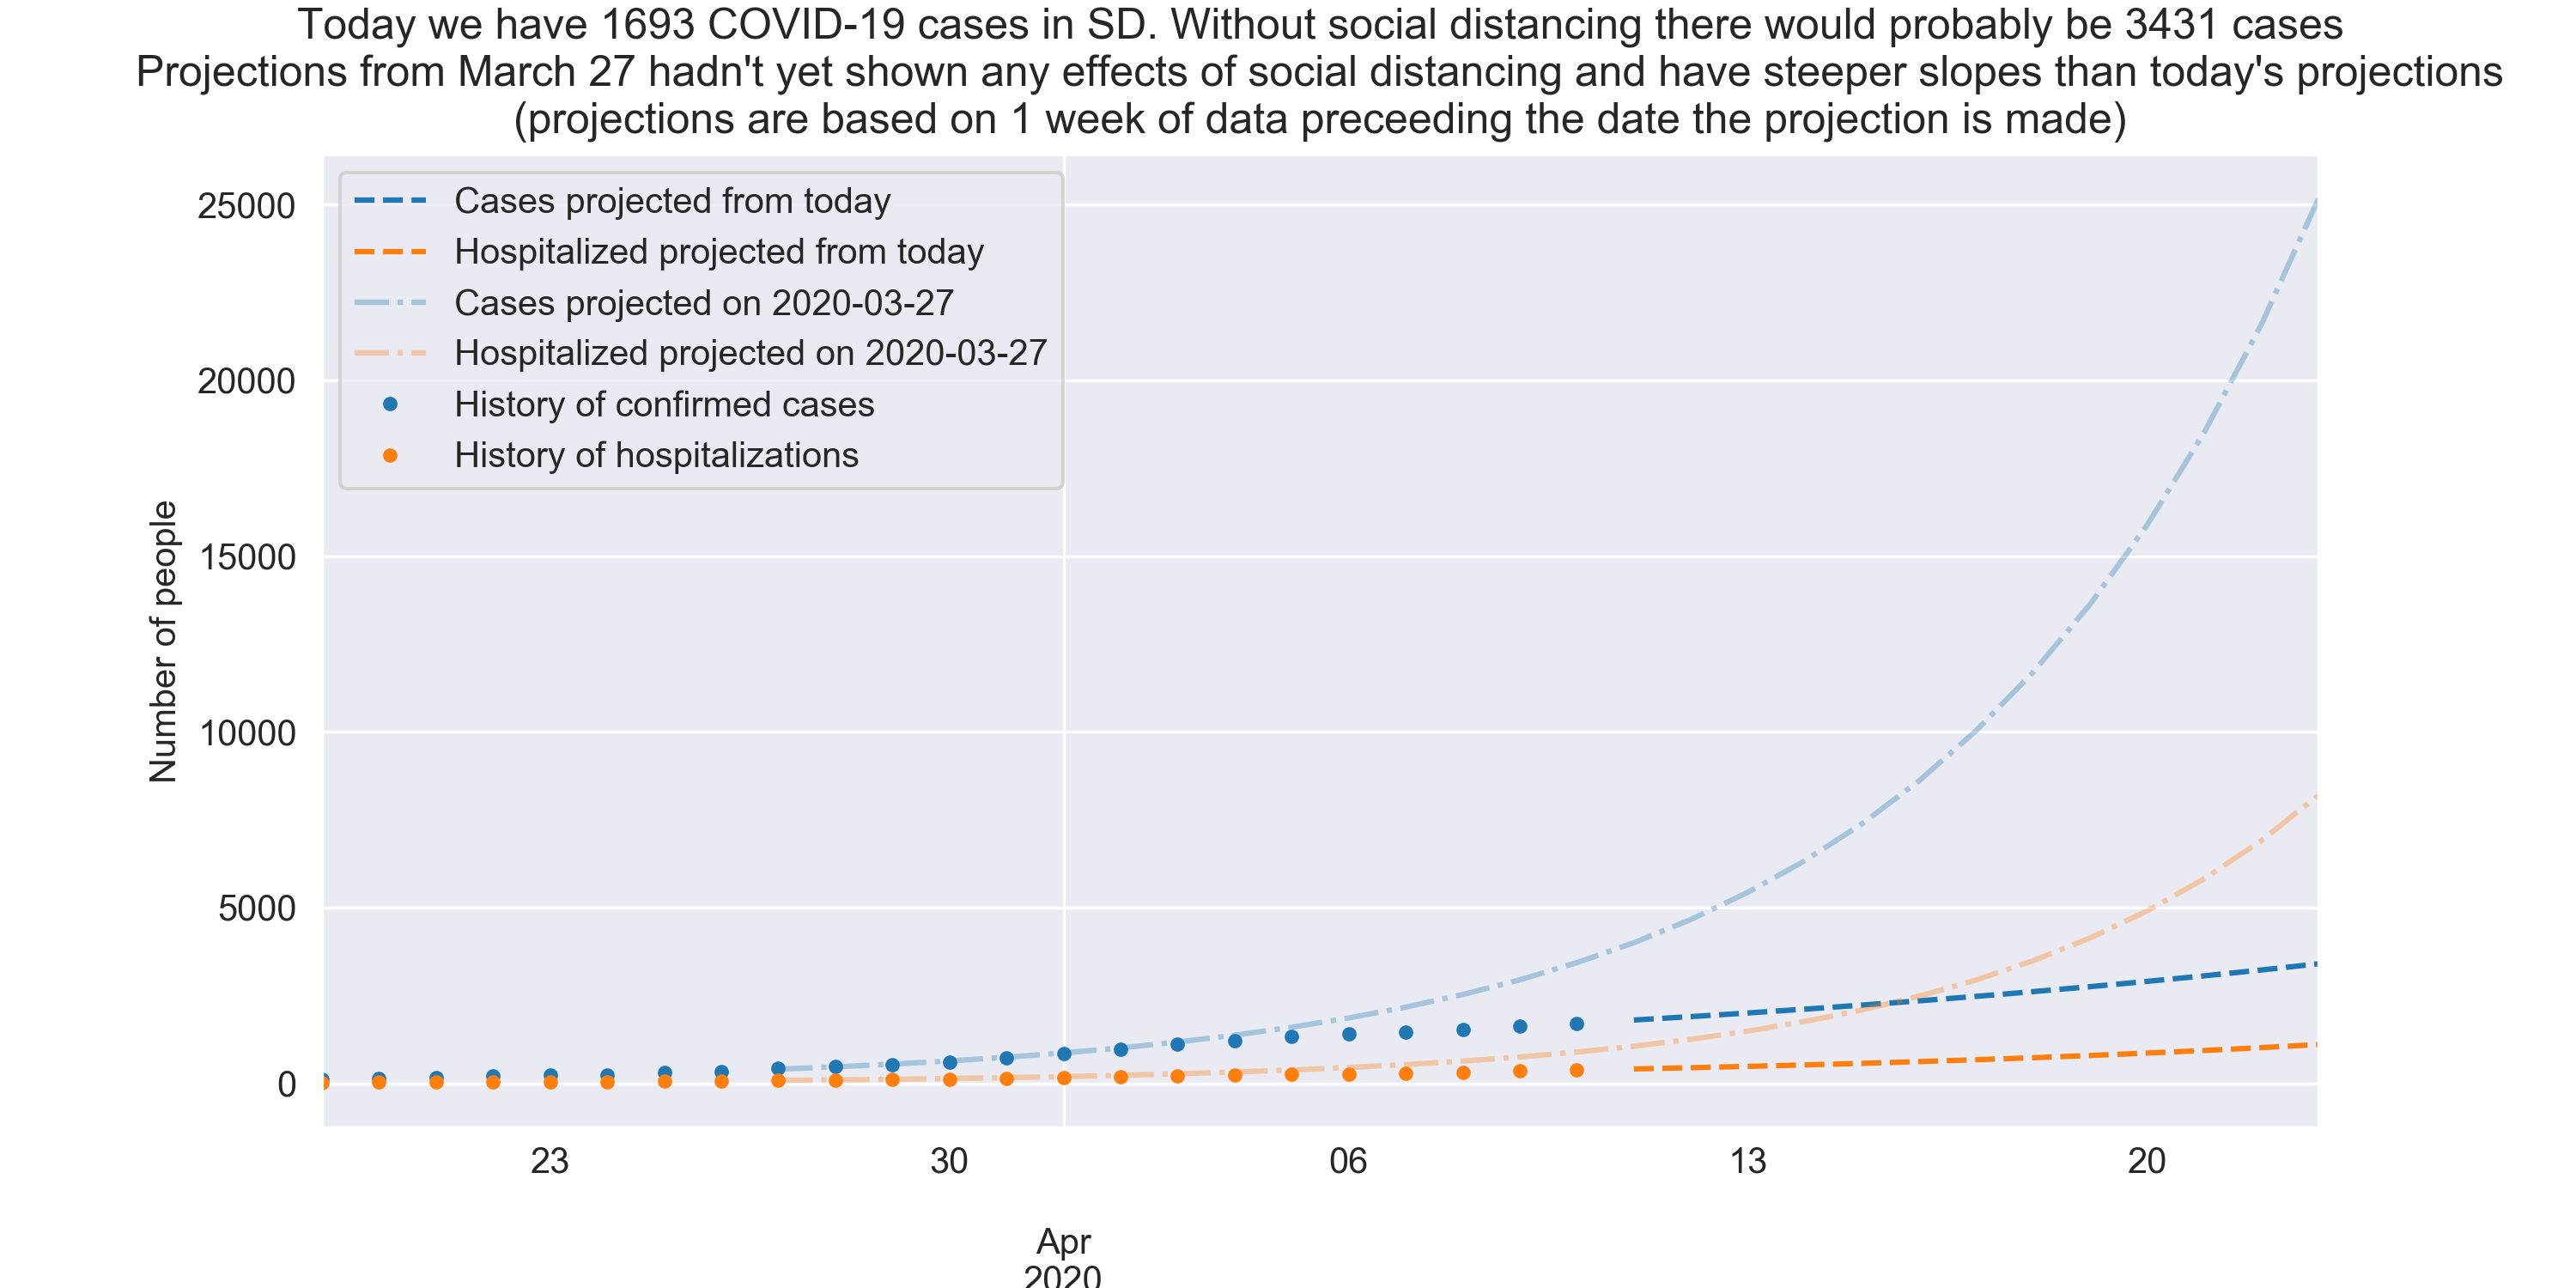 Today we have 1693 COVID-19 cases in SD. Without social distancing there would probably be 3431 cases
Projections from March 27 hadn't yet shown any effects of social distancing and have steeper slopes than today's projections
(projections are based on 1 week of data preceeding the date the projection is made)
Cases projected from today
Hospitalized projected from today
Cases projected on 2020-03-27
Hospitalized projected on 2020-03-27
History of confirmed cases
History of hospitalizations
Number of people
25000
20000
15000
10000
5000
0
23
30
06
13
20
Apr
2020